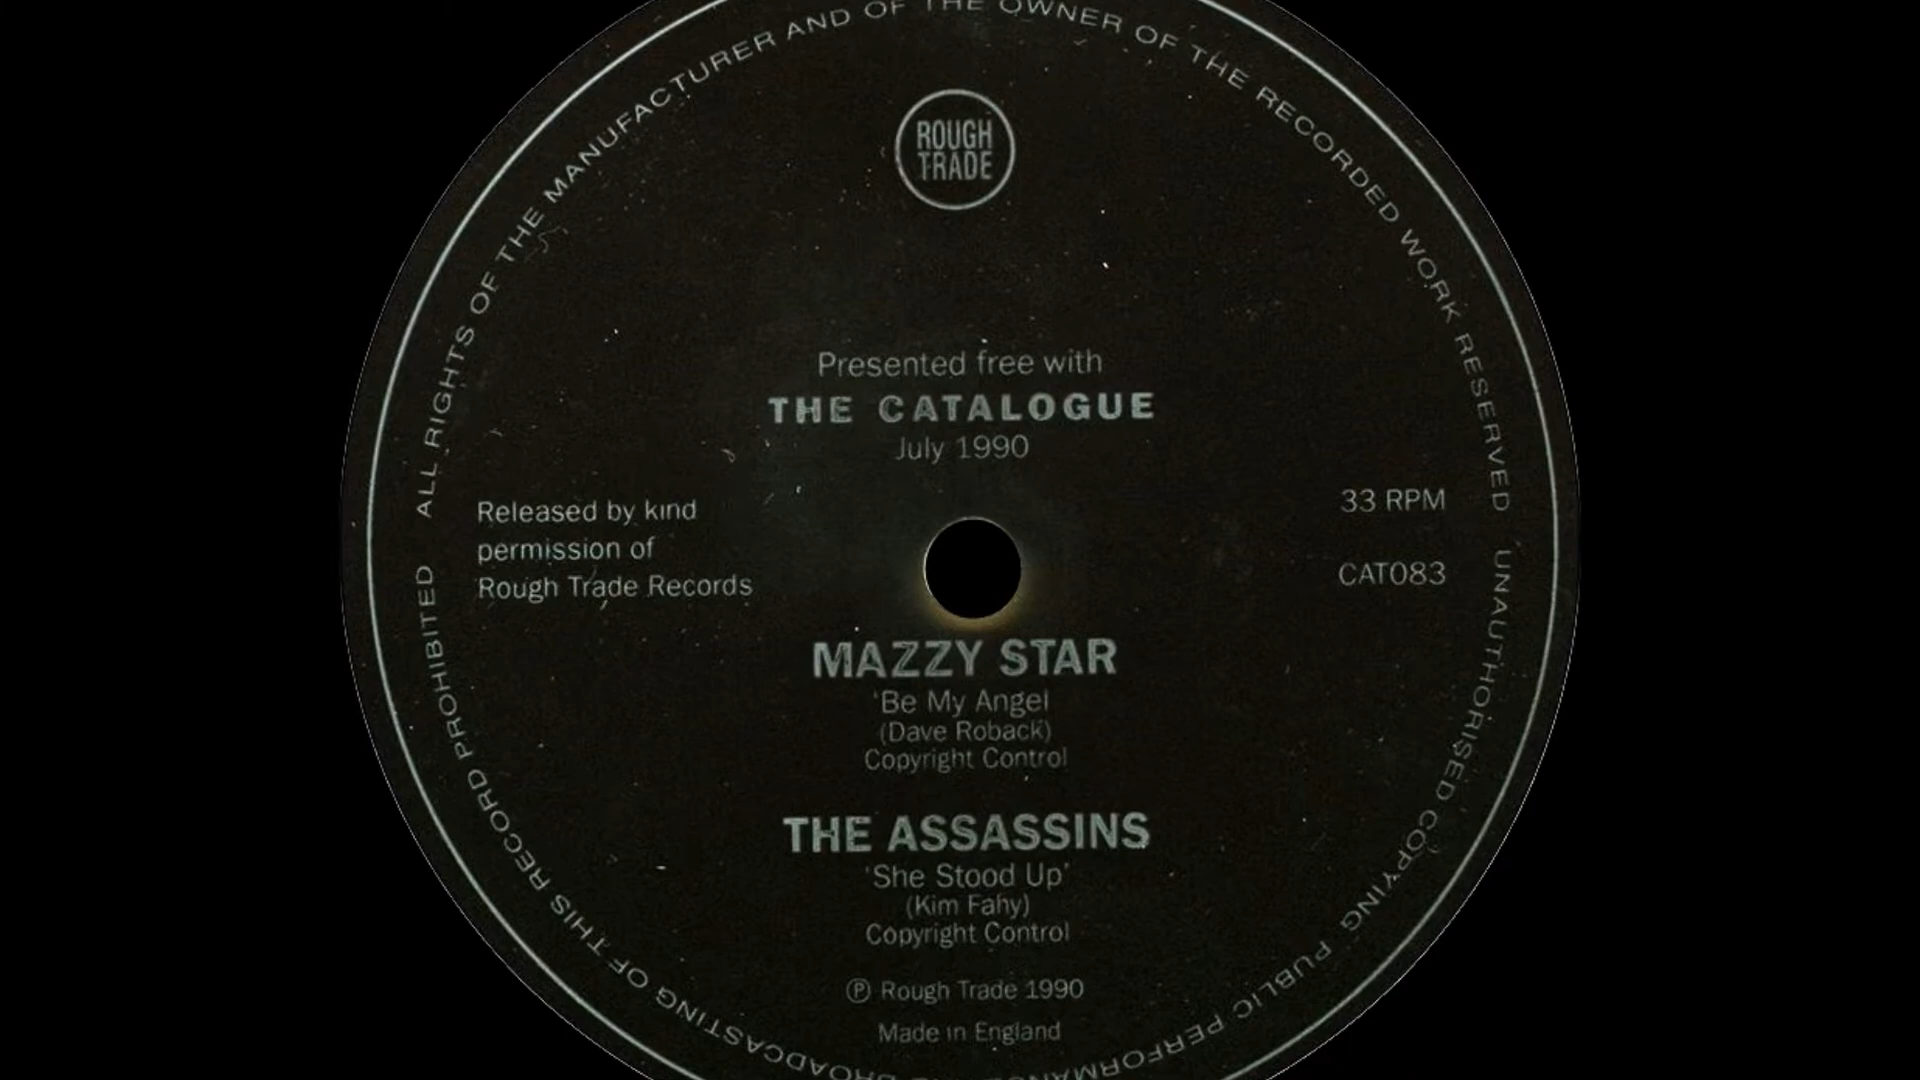 ALL RIGHTS OF THE MANUFACTURER AND OF THE OWNER OF THE RECORDED WORK RESERVED
UNAUTHORISED COPYING PUBLIC PERFORMANCE
BROADCASTING OF THIS RECORD PROHIBITED
ROUGH
TRADE
Presented free with
THE CATALOGUE
July 1990
Released by kind
permission of
Rough Trade Records
33 RPM
CAT083
MAZZY STAR
'Be My Angel
(Dave Roback)
Copyright Control
THE ASSASSINS
'She Stood Up'
(Kim Fahy)
Copyright Control
℗ Rough Trade 1990
Made in England